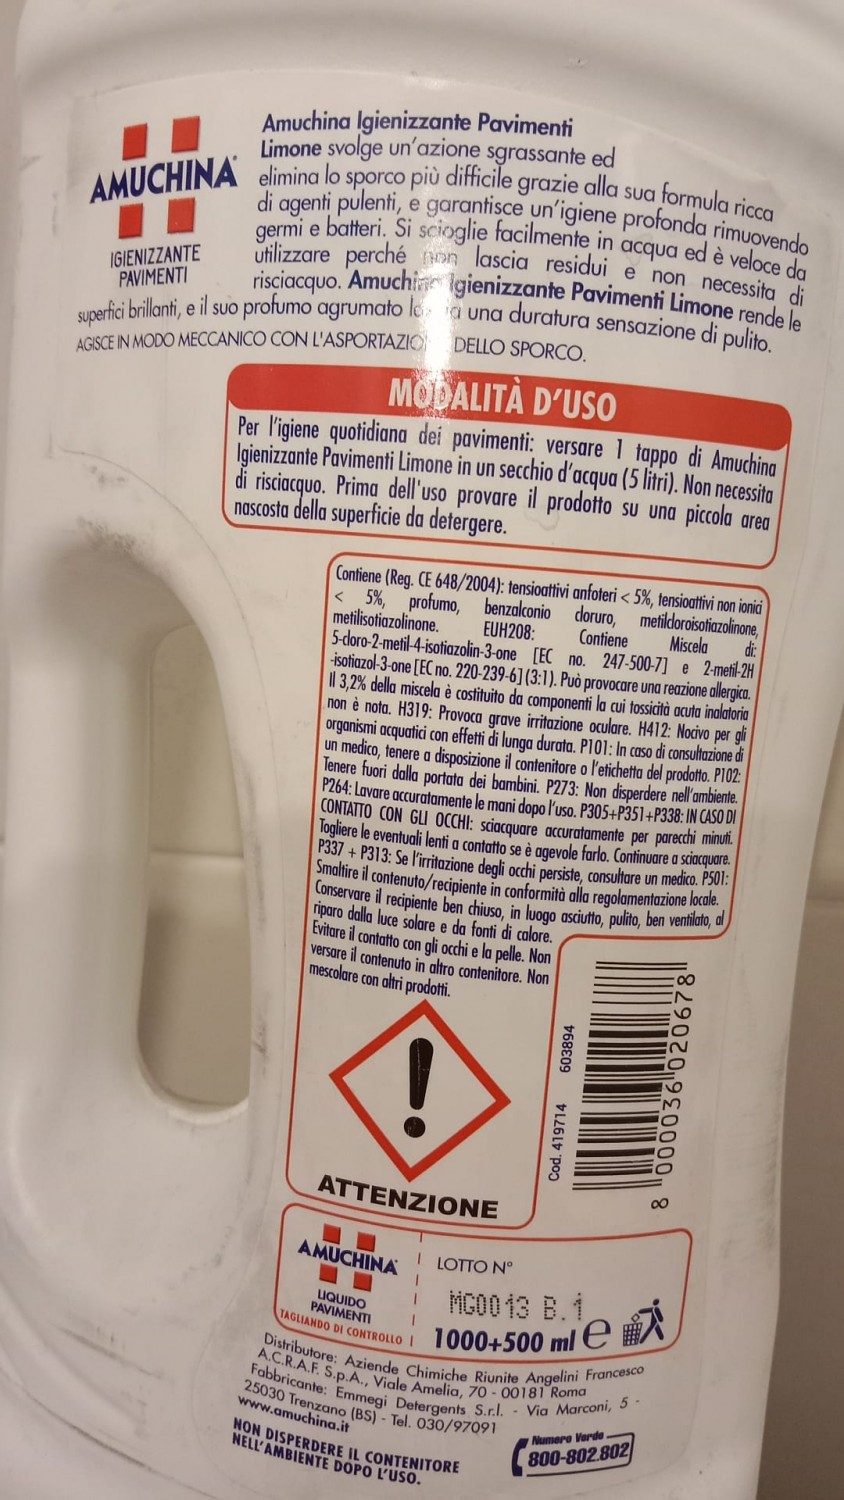 AMUCHINA
IGIENIZZANTE
PAVIMENTI
Amuchina Igienizzante Pavimenti
Limone svolge un'azione sgrassante ed
elimina lo sporco più difficile grazie alla sua formula ricca
di agenti pulenti, e garantisce un'igiene profonda rimuovendo
germi e batteri. Si scioglie facilmente in acqua ed è veloce da
utilizzare perché non lascia residui e non necessita di
risciacquo. Amuchina Igienizzante Pavimenti Limone rende le
superfici brillanti, e il suo profumo agrumato lascia una duratura sensazione di pulito.
AGISCE IN MODO MECCANICO CON L'ASPORTAZIONE DELLO SPORCO.
MODALITÀ D'USO
Per l'igiene quotidiana dei pavimenti: versare 1 tappo di Amuchina
Igienizzante Pavimenti Limone in un secchio d'acqua (5 litri). Non necessita
di risciacquo. Prima dell'uso provare il prodotto su una piccola area
nascosta della superficie da detergere.
Contiene (Reg. CE 648/2004): tensioattivi anfoteri < 5%, tensioattivi non ionici
< 5%, profumo, benzalconio cloruro, metilcloroisotiazolinone,
metilisotiazolinone. EUH208: Contiene Miscela di:
5-cloro-2-metil-4-isotiazolin-3-one [EC no. 247-500-7] e 2-metil-2H
-isotiazol-3-one [EC no. 220-239-6] (3:1). Può provocare una reazione allergica.
Il 3,2% della miscela è costituito da componenti la cui tossicità acuta inalatoria
non è nota. H319: Provoca grave irritazione oculare. H412: Nocivo per gli
organismi acquatici con effetti di lunga durata. P101: In caso di consultazione di
un medico, tenere a disposizione il contenitore o l'etichetta del prodotto. P102:
Tenere fuori dalla portata dei bambini. P273: Non disperdere nell'ambiente.
P264: Lavare accuratamente le mani dopo l'uso. P305+P351+P338: IN CASO DI
CONTATTO CON GLI OCCHI: sciacquare accuratamente per parecchi minuti.
Togliere le eventuali lenti a contatto se è agevole farlo. Continuare a sciacquare.
P337 + P313: Se l'irritazione degli occhi persiste, consultare un medico. P501:
Smaltire il contenuto/recipiente in conformità alla regolamentazione locale.
Conservare il recipiente ben chiuso, in luogo asciutto, pulito, ben ventilato, al
riparo dalla luce solare e da fonti di calore.
Evitare il contatto con gli occhi e la pelle. Non
versare il contenuto in altro contenitore. Non
mescolare con altri prodotti.
ATTENZIONE
Cod. 419714 603894
8 000036 020678
AMUCHINA
LIQUIDO
PAVIMENTI
TAGLIANDO DI CONTROLLO
LOTTO N°
MG0013 B.1
1000+500 ml e
Distributore: Aziende Chimiche Riunite Angelini Francesco
A.C.R.A.F. S.p.A., Viale Amelia, 70 - 00181 Roma
Fabbricante: Emmegi Detergents S.r.l. - Via Marconi, 5 -
25030 Trenzano (BS) - Tel. 030/97091
www.amuchina.it
NON DISPERDERE IL CONTENITORE
NELL'AMBIENTE DOPO L'USO.
Numero Verde
800-802.802